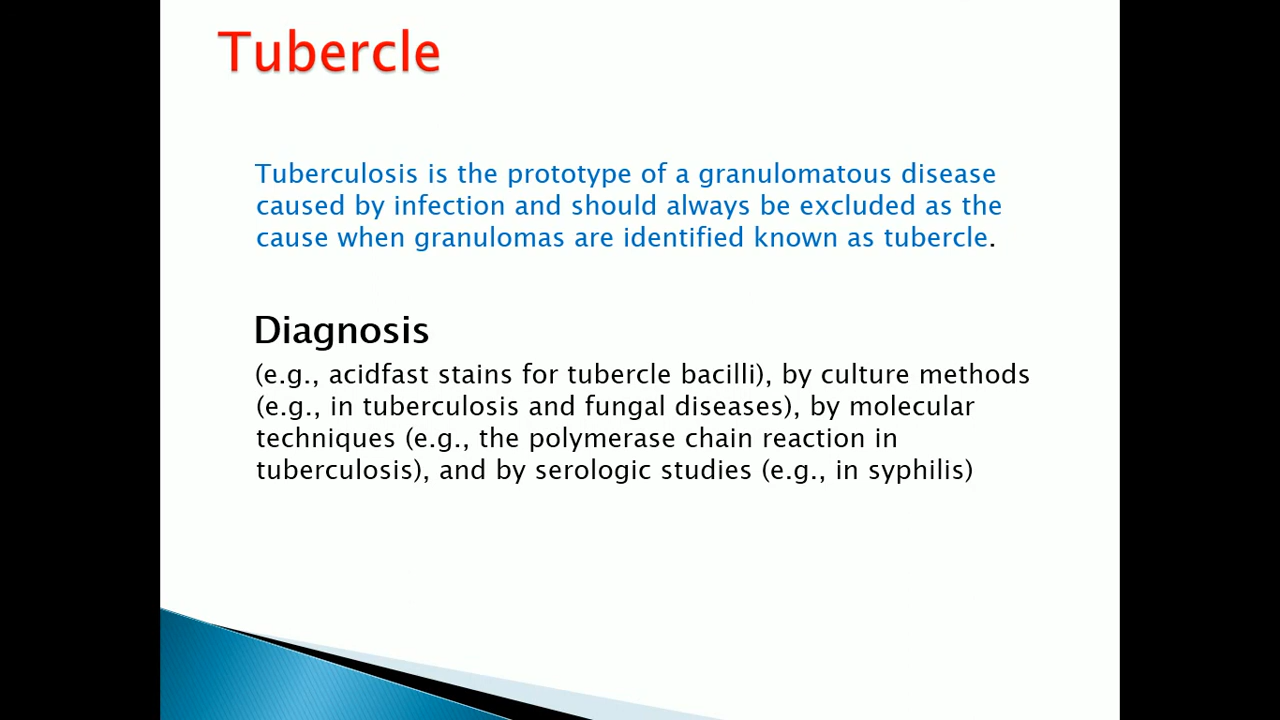 Tubercle
Tuberculosis is the prototype of a granulomatous disease
caused by infection and should always be excluded as the
cause when granulomas are identified known as tubercle.
Diagnosis
(e.g., acidfast stains for tubercle bacilli), by culture methods
(e.g., in tuberculosis and fungal diseases), by molecular
techniques (e.g., the polymerase chain reaction in
tuberculosis), and by serologic studies (e.g., in syphilis)